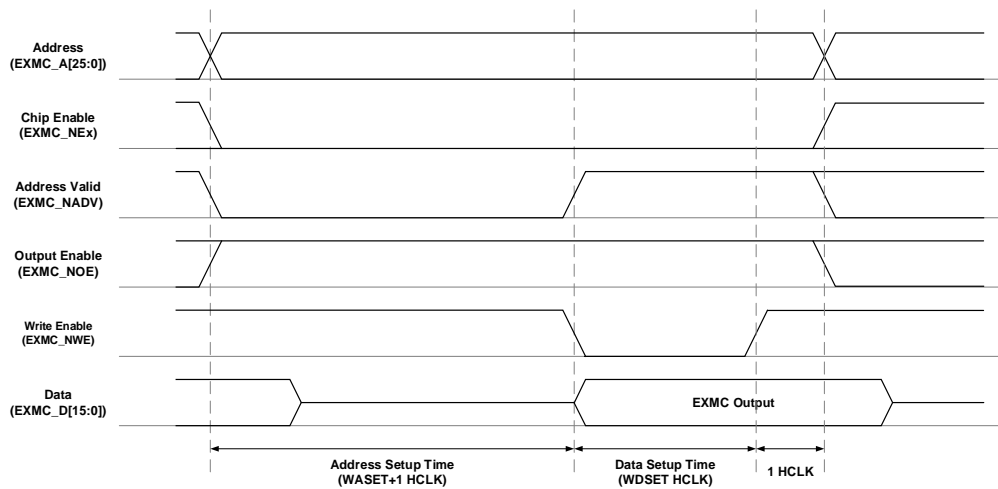 Address
(EXMC_A[25:0])
Chip Enable
(EXMC_NEx)
Address Valid
(EXMC_NADV)
Output Enable
(EXMC_NOE)
Write Enable
(EXMC_NWE)
Data
(EXMC_D[15:0])
EXMC Output
Address Setup Time
(WASET+1 HCLK)
Data Setup Time
(WDSET HCLK)
1 HCLK